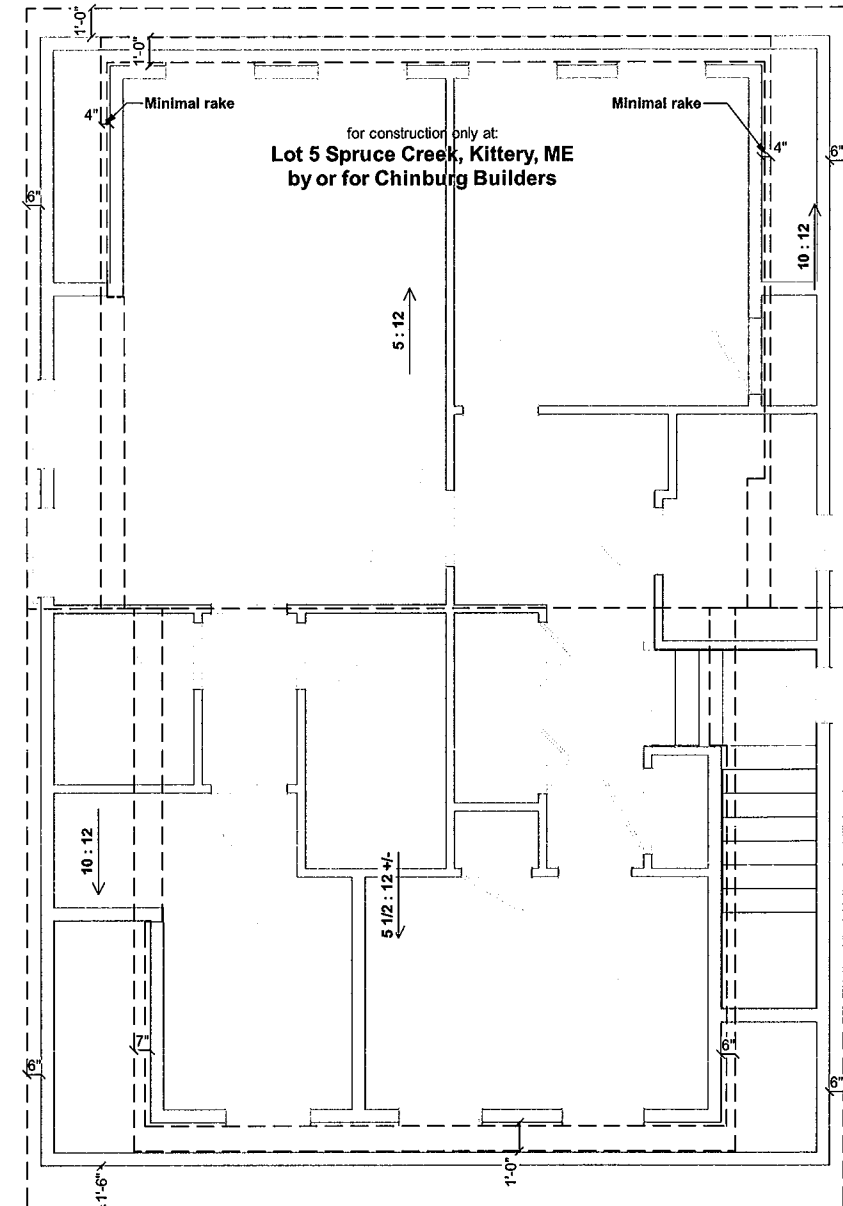 1'-0"
1'-0"
4"
Minimal rake
Minimal rake
4"
for construction only at:
Lot 5 Spruce Creek, Kittery, ME
by or for Chinburg Builders
6"
6"
10 : 12
5 : 12
10 : 12
5 1/2 : 12 +/-
7"
6"
6"
6"
1'-0"
1'-6"